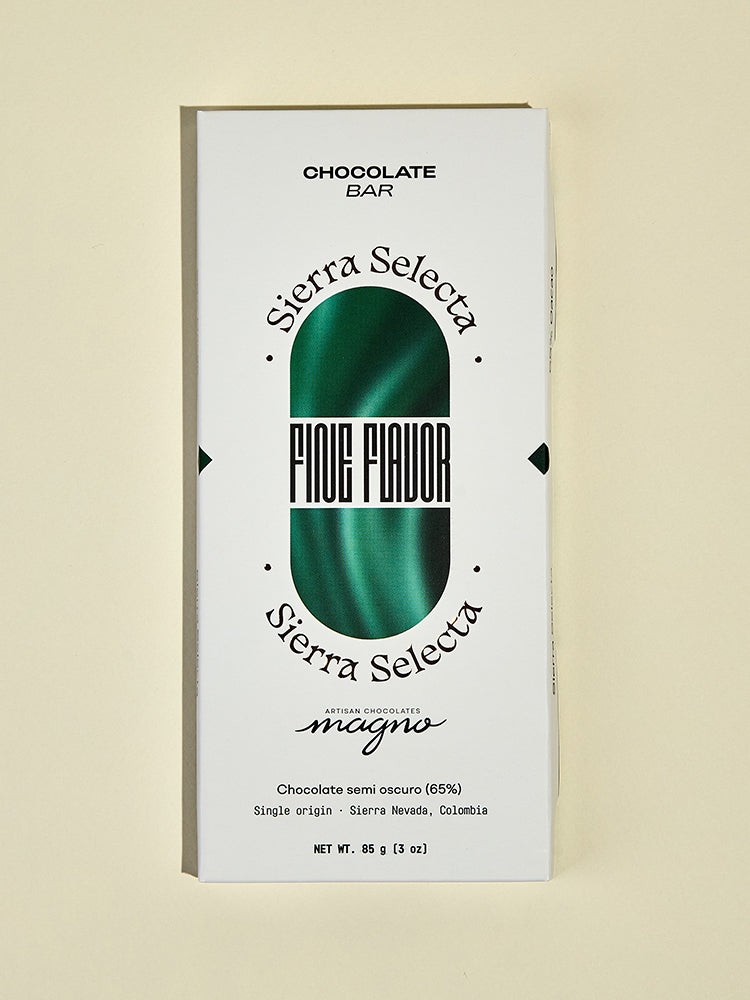 CHOCOLATE
BAR
Sierra Selecta
FINE FLAVOR
Sierra Selecta
ARTISAN CHOCOLATES
magno
Chocolate semi oscuro (65%)
Single origin · Sierra Nevada, Colombia
NET WT. 85 g (3 oz)